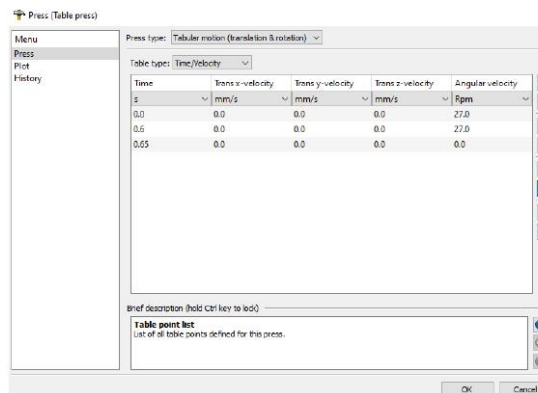 Press (Table press)
Menu
Press
Plot
History
Press type: Tabular motion (translation & rotation)
Table type: Time/Velocity
Time Trans x-velocity Trans y-velocity Trans z-velocity Angular velocity
s mm/s mm/s mm/s Rpm
0.0 0.0 0.0 0.0 27.0
0.6 0.0 0.0 0.0 27.0
0.65 0.0 0.0 0.0 0.0
Brief description (hold Ctrl key to lock)
Table point list
List of all table points defined for this press.
OK Cancel